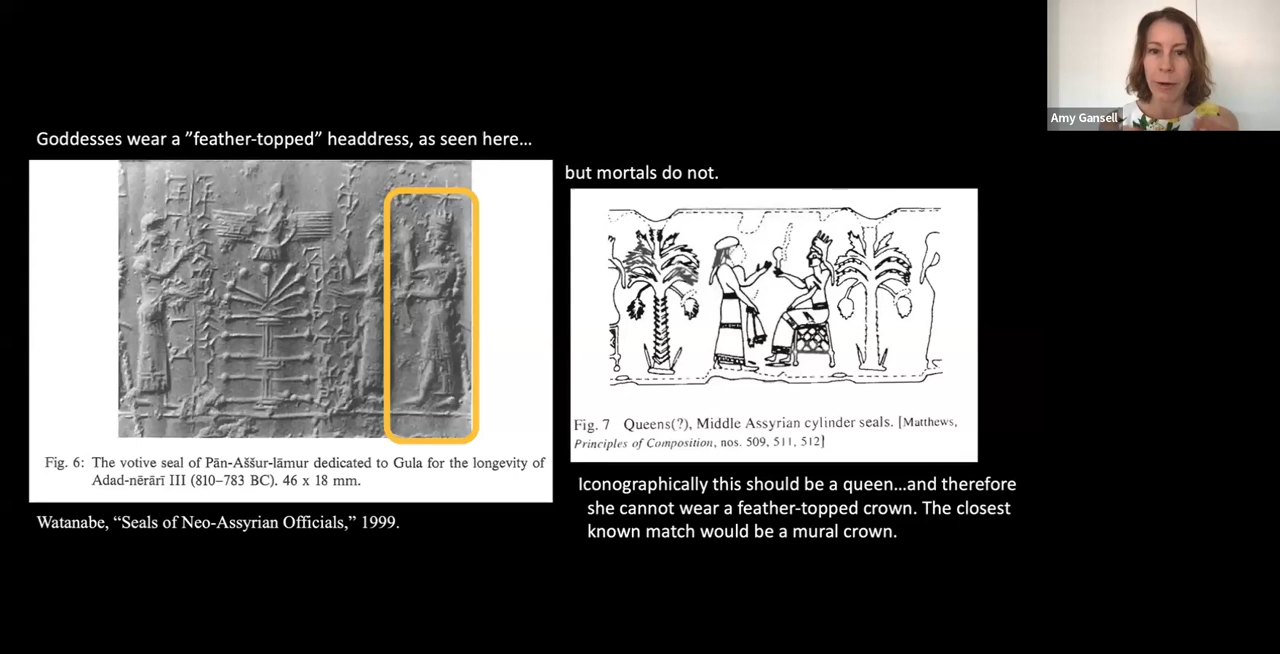 Goddesses wear a ”feather-topped” headdress, as seen here…
Fig. 6: The votive seal of Pān-Aššur-lāmur dedicated to Gula for the longevity of
Adad-nērārī III (810–783 BC). 46 x 18 mm.
Watanabe, “Seals of Neo-Assyrian Officials,” 1999.
but mortals do not.
Fig. 7 Queens(?), Middle Assyrian cylinder seals. [Matthews,
Principles of Composition, nos. 509, 511, 512]
Iconographically this should be a queen…and therefore
she cannot wear a feather-topped crown. The closest
known match would be a mural crown.
Amy Gansell